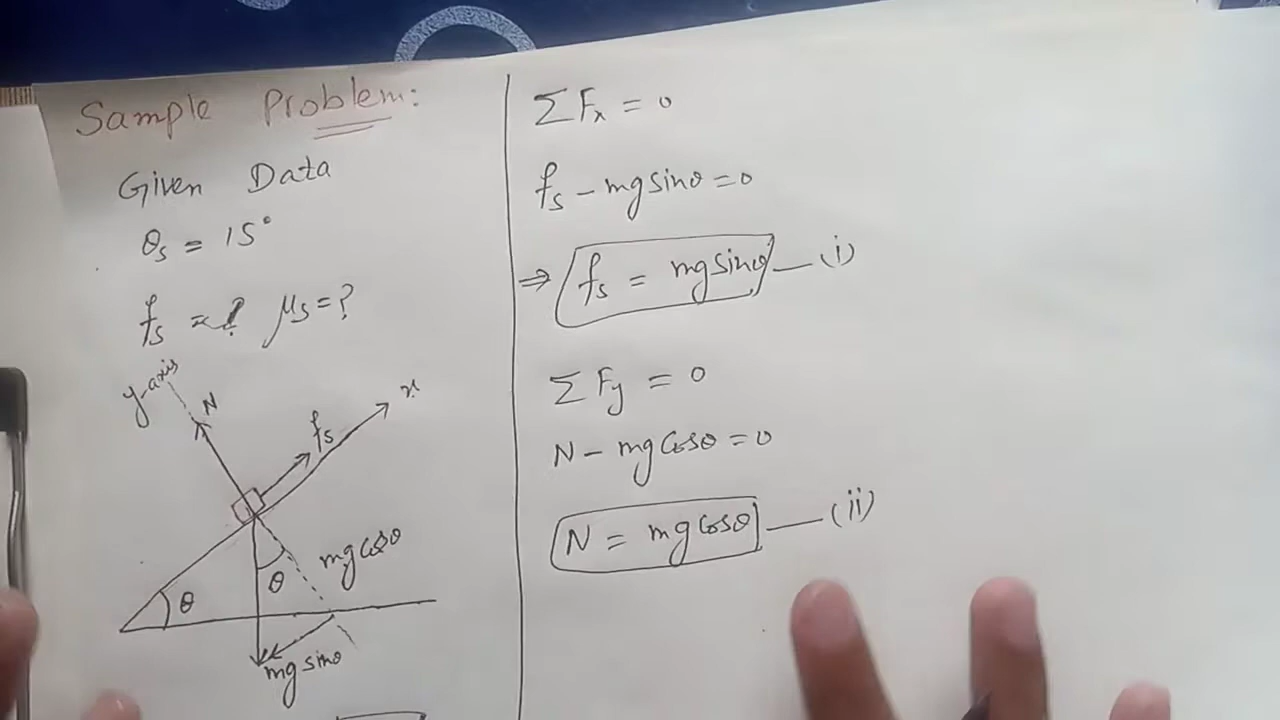 Sample Problem:
Given Data
θs = 15°
fs = ? μs = ?
y-axis
N
fs
x
mg cosθ
θ
θ
mg sinθ
ΣFx = 0
fs - mg sinθ = 0
⇒ fs = mg sinθ — (i)
ΣFy = 0
N - mg Cosθ = 0
N = mg Cosθ — (ii)